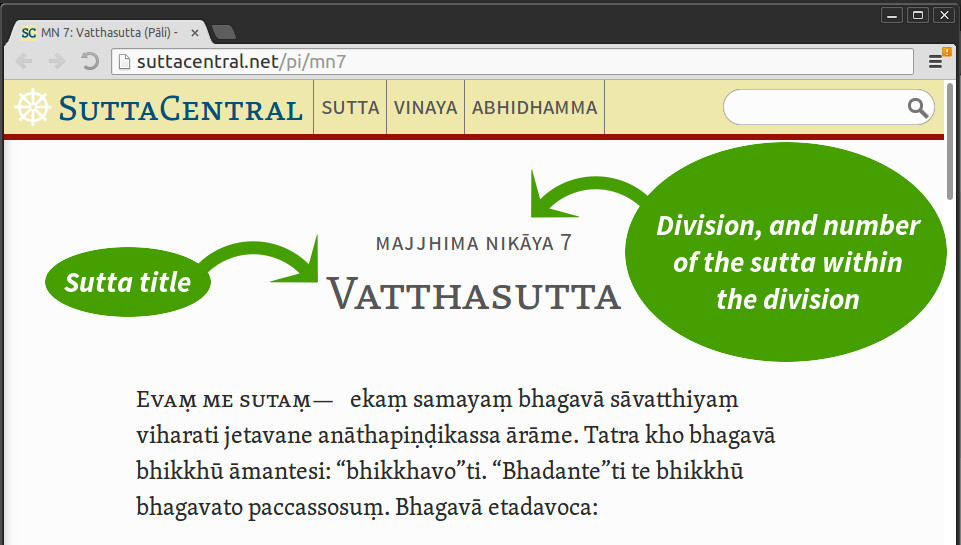 SC MN 7: Vatthasutta (Pāli) -
suttacentral.net/pi/mn7
SuttaCentral SUTTA VINAYA ABHIDHAMMA
Division, and number
of the sutta within
the division
MAJJHIMA NIKĀYA 7
Sutta title
Vatthasutta
Evaṃ me sutaṃ— ekaṃ samayaṃ bhagavā sāvatthiyaṃ
viharati jetavane anāthapiṇḍikassa ārāme. Tatra kho bhagavā
bhikkhū āmantesi: “bhikkhavo”ti. “Bhadante”ti te bhikkhū
bhagavato paccassosuṃ. Bhagavā etadavoca: